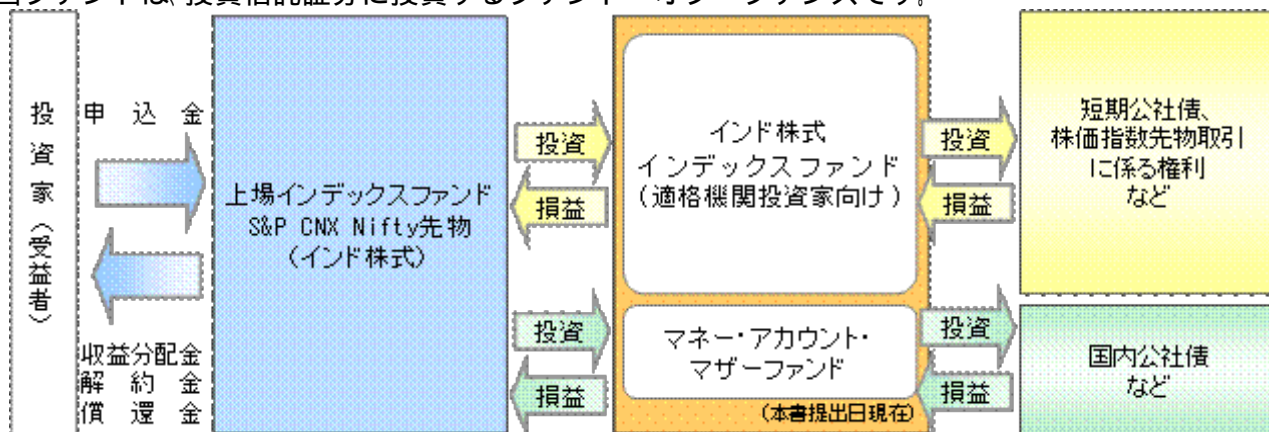 当ファンドは、投資信託証券に投資するファンド・オブ・ファンズです。
投資家（受益者）
申込金
収益分配金
解約金
償還金
上場インデックスファンド
S&P CNX Nifty先物
（インド株式）
投資
損益
投資
損益
インド株式
インデックスファンド
（適格機関投資家向け）
マネー・アカウント・
マザーファンド
（本書提出日現在）
投資
損益
投資
損益
短期公社債、
株価指数先物取引
に係る権利
など
国内公社債
など